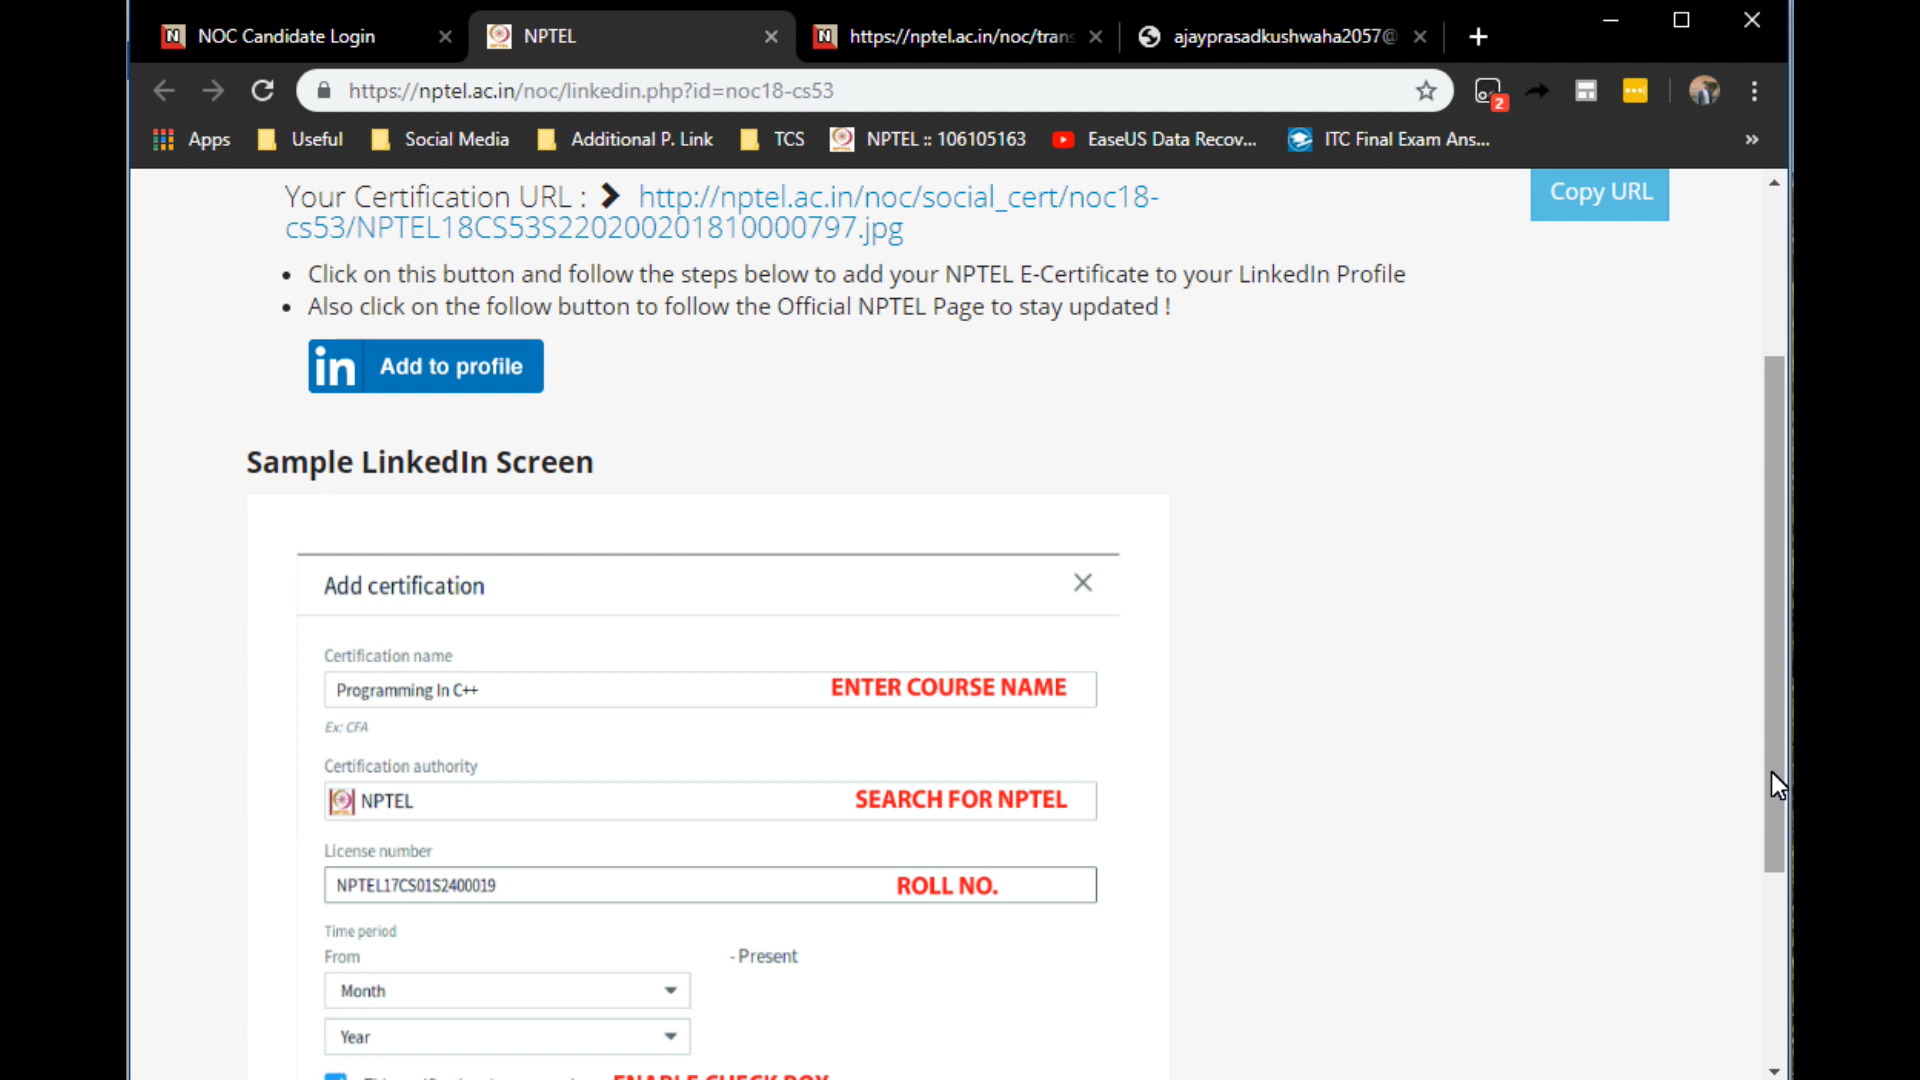 NOC Candidate Login
NPTEL
https://nptel.ac.in/noc/trans
ajayprasadkushwaha2057@
https://nptel.ac.in/noc/linkedin.php?id=noc18-cs53
2
Apps
Useful
Social Media
Additional P. Link
TCS
NPTEL :: 106105163
EaseUS Data Recov...
ITC Final Exam Ans...
Your Certification URL : http://nptel.ac.in/noc/social_cert/noc18-
cs53/NPTEL18CS53S220200201810000797.jpg
Copy URL
• Click on this button and follow the steps below to add your NPTEL E-Certificate to your LinkedIn Profile
• Also click on the follow button to follow the Official NPTEL Page to stay updated !
in Add to profile
Sample LinkedIn Screen
Add certification
Certification name
Programming In C++ ENTER COURSE NAME
Ex: CFA
Certification authority
NPTEL SEARCH FOR NPTEL
License number
NPTEL17CS01S2400019 ROLL NO.
Time period
From
- Present
Month
Year
ENABLE CHECK BOX